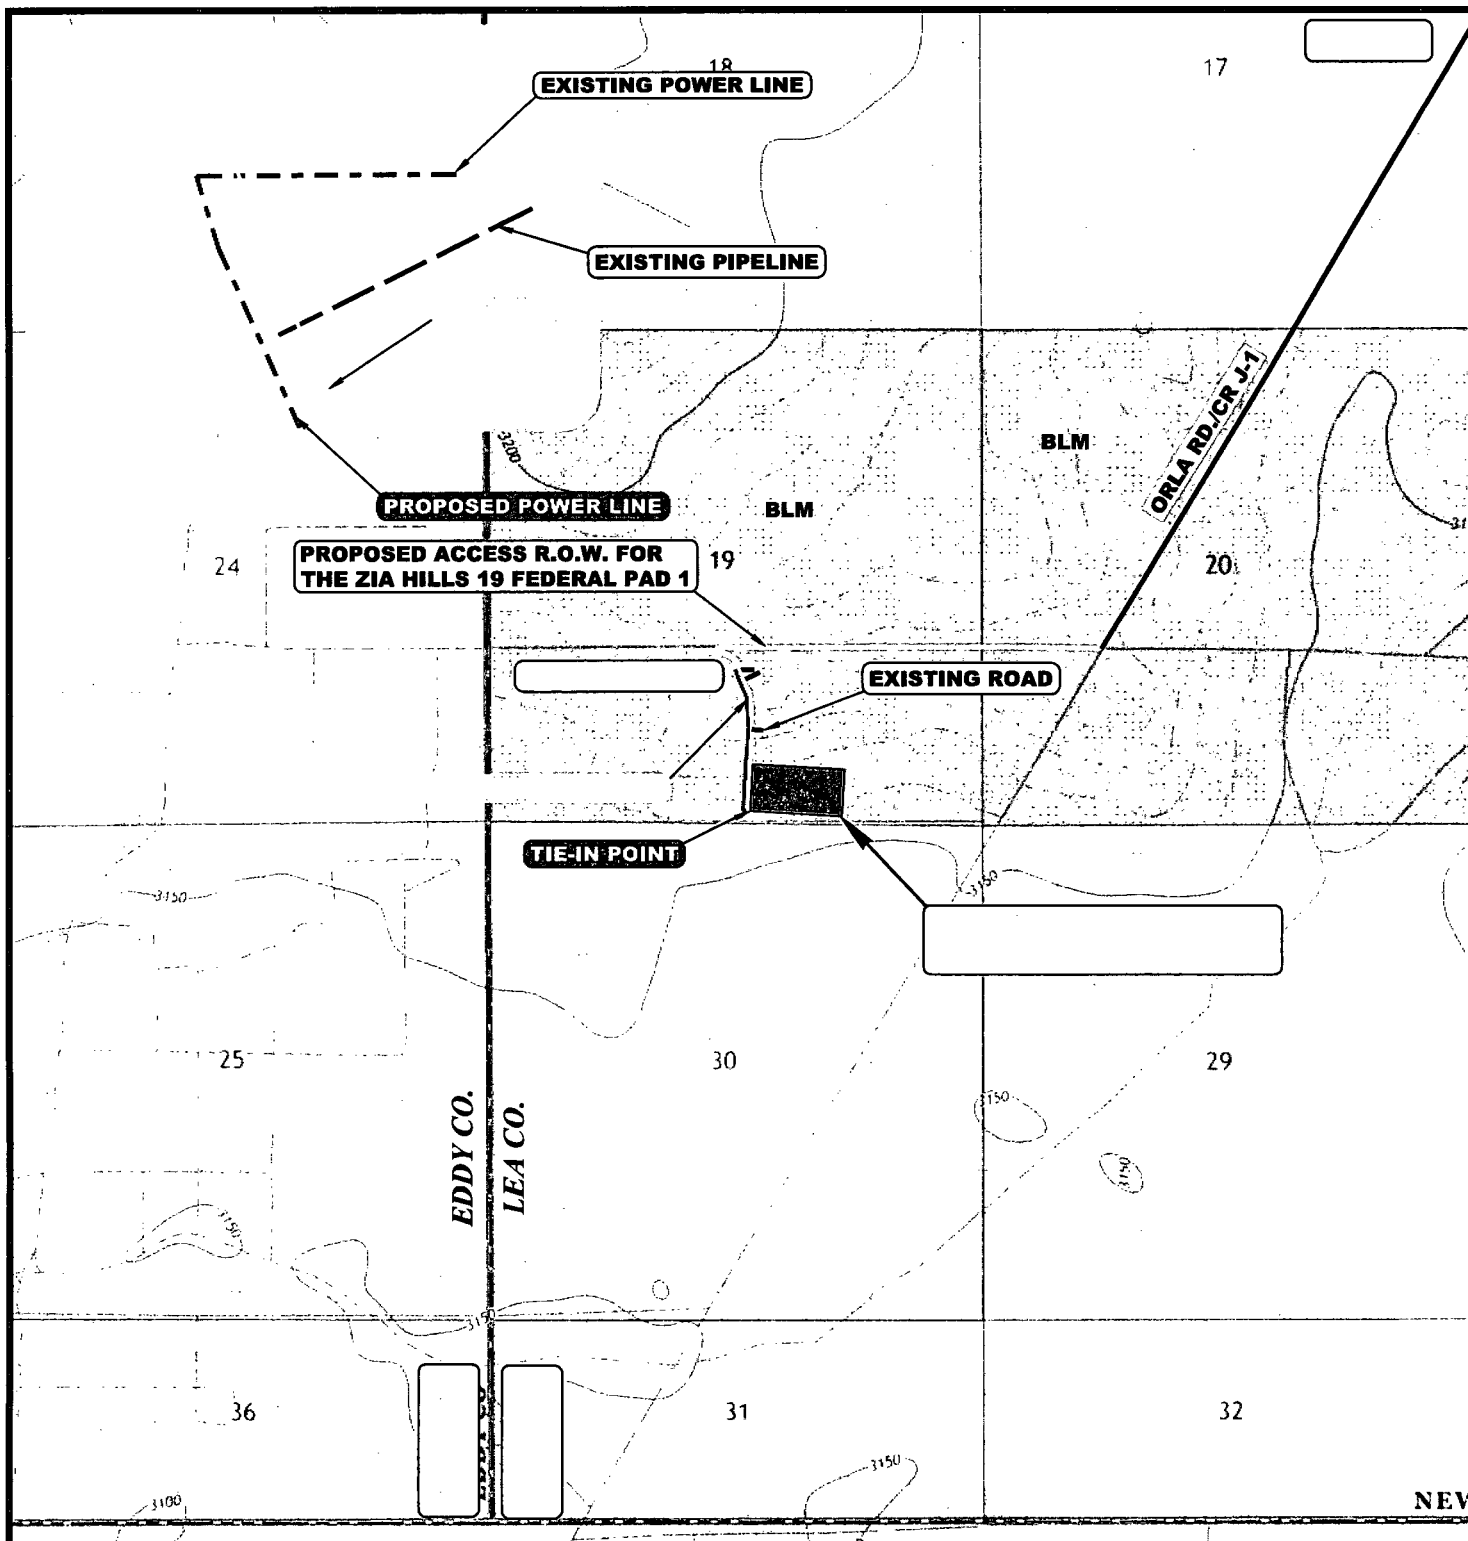 18
17
EXISTING POWER LINE
EXISTING PIPELINE
ORLA RD./CR J-1
BLM
3200
PROPOSED POWER LINE
BLM
PROPOSED ACCESS R.O.W. FOR
THE ZIA HILLS 19 FEDERAL PAD 1
24
19
20
EXISTING ROAD
TIE-IN POINT
3150
3150
25
30
29
EDDY CO.
LEA CO.
3150
3150
3150
3150
36
31
32
3150
3100
NEW